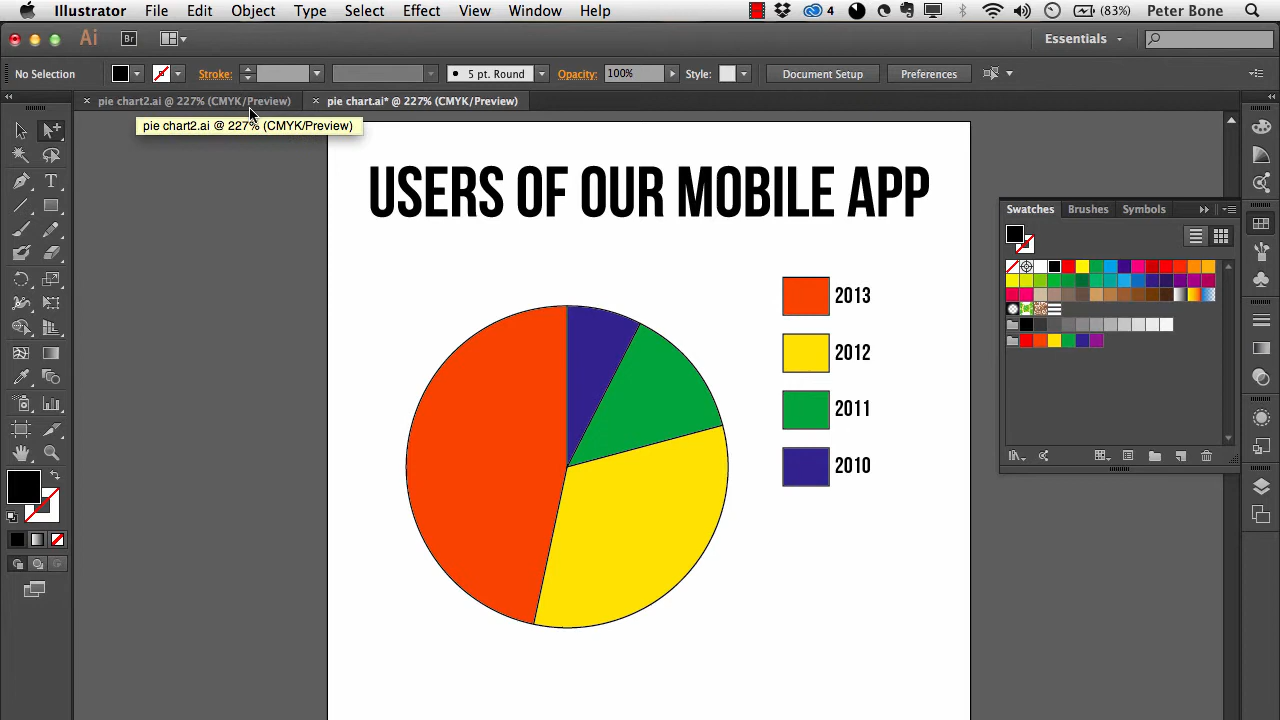 Illustrator File Edit Object Type Select Effect View Window Help 4 (83%) Peter Bone
Ai Br Essentials
No Selection Stroke: 5 pt. Round Opacity: 100% Style: Document Setup Preferences
pie chart2.ai @ 227% (CMYK/Preview) pie chart.ai* @ 227% (CMYK/Preview)
pie chart2.ai @ 227% (CMYK/Preview)
USERS OF OUR MOBILE APP
Swatches Brushes Symbols
2013
2012
2011
2010